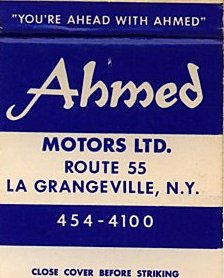 "YOU'RE AHEAD WITH AHMED"
Ahmed
MOTORS LTD.
ROUTE 55
LA GRANGEVILLE, N.Y.
454-4100
CLOSE COVER BEFORE STRIKING